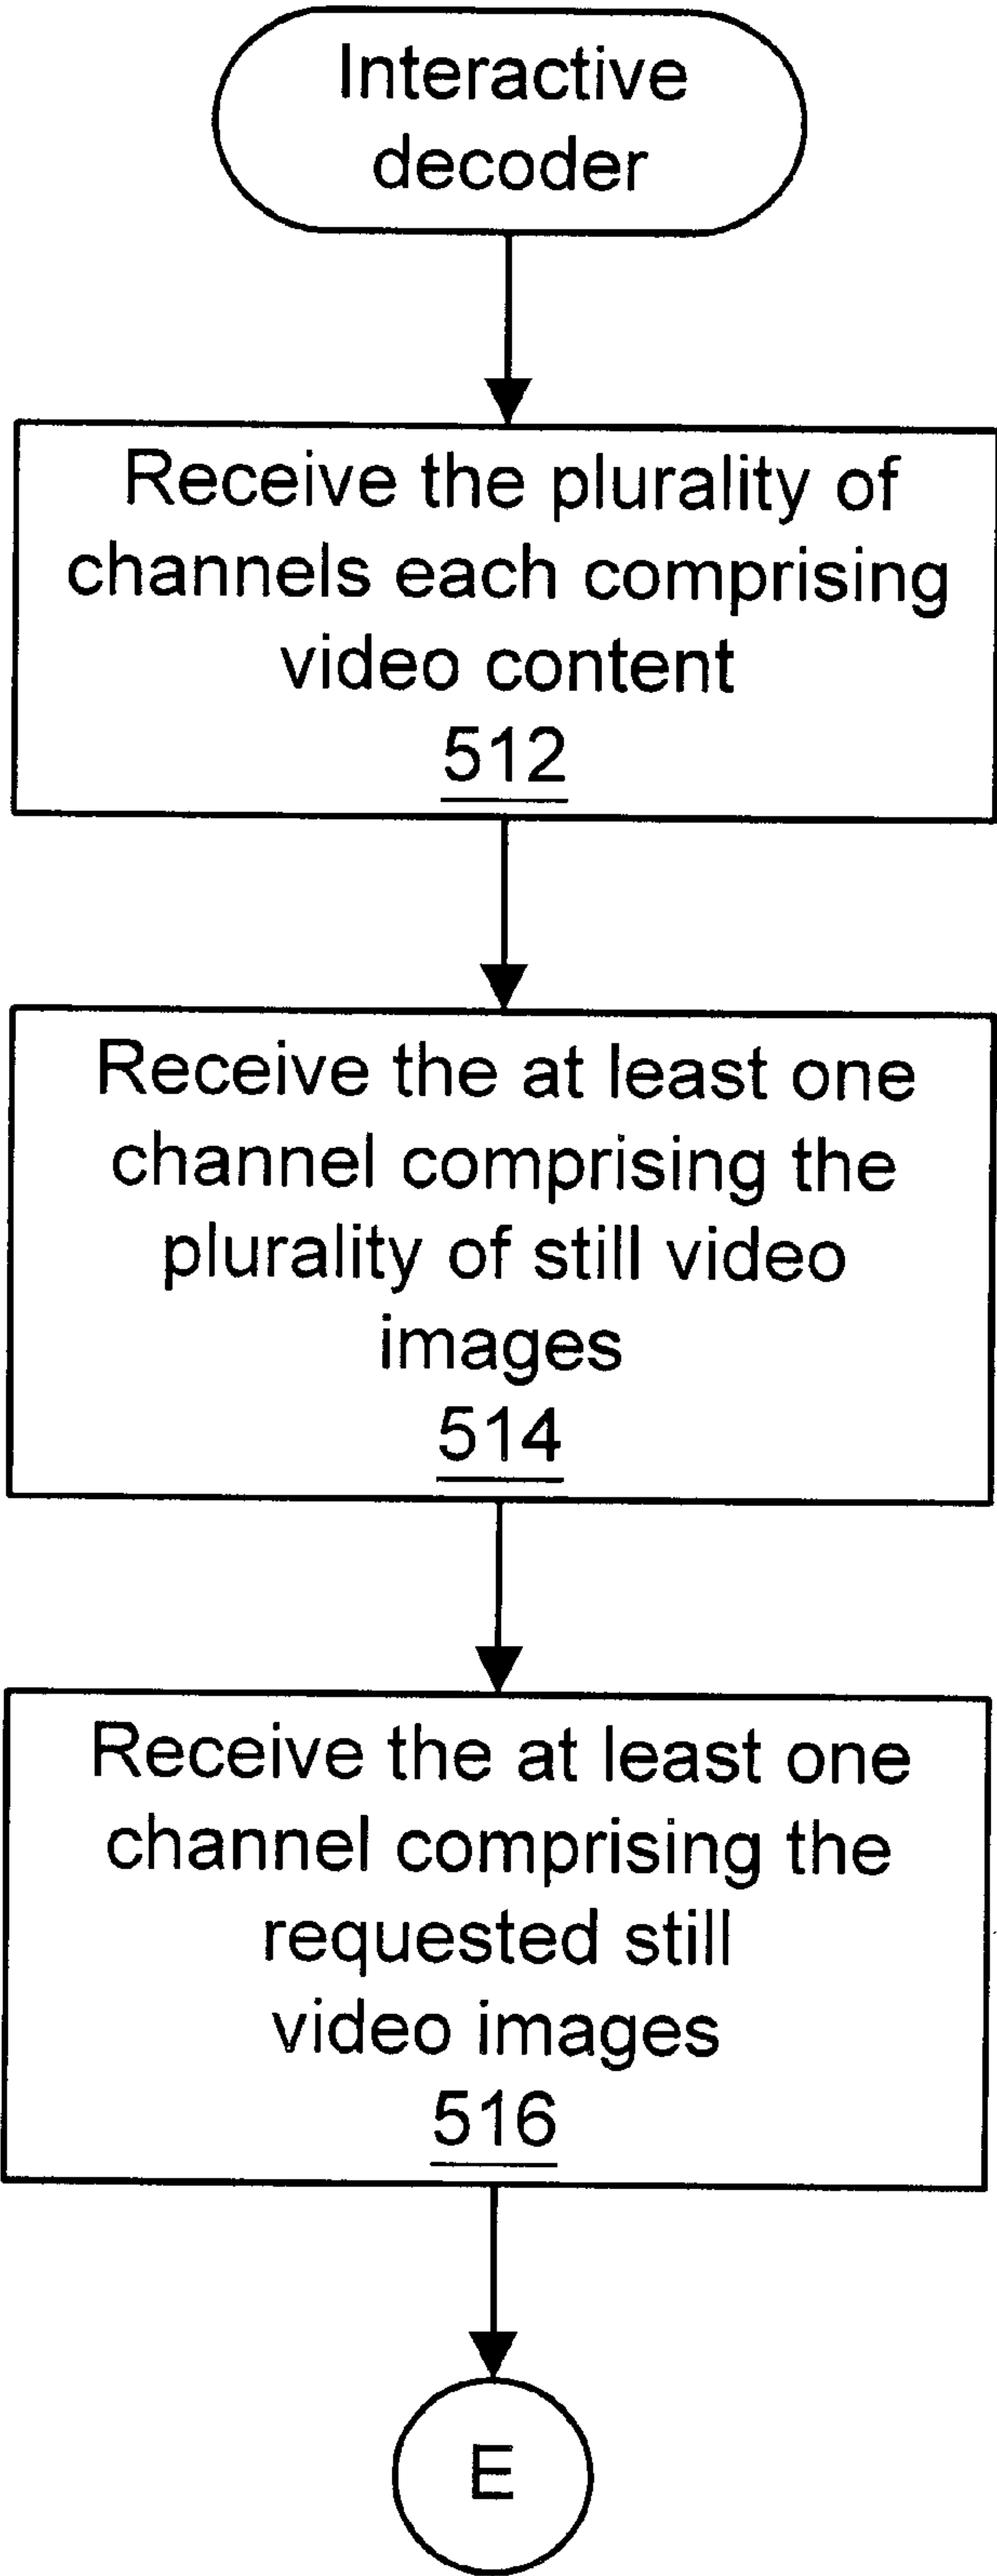 Interactive
decoder
Receive the plurality of
channels each comprising
video content
512
Receive the at least one
channel comprising the
plurality of still video
images
514
Receive the at least one
channel comprising the
requested still
video images
516
E